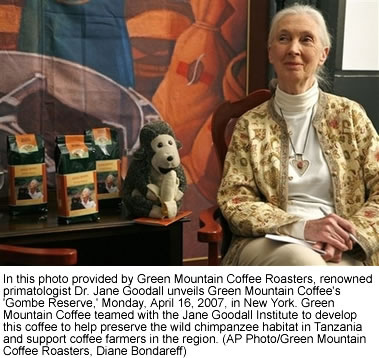 In this photo provided by Green Mountain Coffee Roasters, renowned
primatologist Dr. Jane Goodall unveils Green Mountain Coffee's
'Gombe Reserve,' Monday, April 16, 2007, in New York. Green
Mountain Coffee teamed with the Jane Goodall Institute to develop
this coffee to help preserve the wild chimpanzee habitat in Tanzania
and support coffee farmers in the region. (AP Photo/Green Mountain
Coffee Roasters, Diane Bondareff)